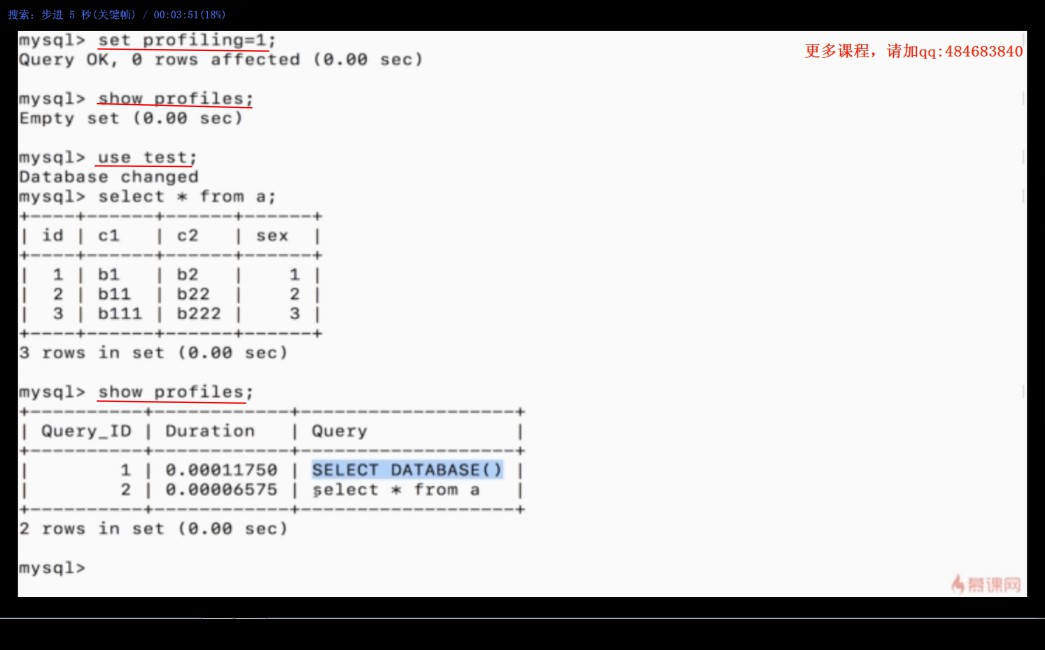 搜索: 步进 5 秒(关键帧) / 00:03:51(18%)
更多课程，请加qq:484683840
mysql> set profiling=1;
Query OK, 0 rows affected (0.00 sec)
mysql> show profiles;
Empty set (0.00 sec)
mysql> use test;
Database changed
mysql> select * from a;
+----+------+------+------+
| id | c1 | c2 | sex |
+----+------+------+------+
| 1 | b1 | b2 | 1 |
| 2 | b11 | b22 | 2 |
| 3 | b111 | b222 | 3 |
+----+------+------+------+
3 rows in set (0.00 sec)
mysql> show profiles;
+----------+------------+-------------------+
| Query_ID | Duration | Query |
+----------+------------+-------------------+
| 1 | 0.00011750 | SELECT DATABASE() |
| 2 | 0.00006575 | select * from a |
+----------+------------+-------------------+
2 rows in set (0.00 sec)
mysql>
慕课网